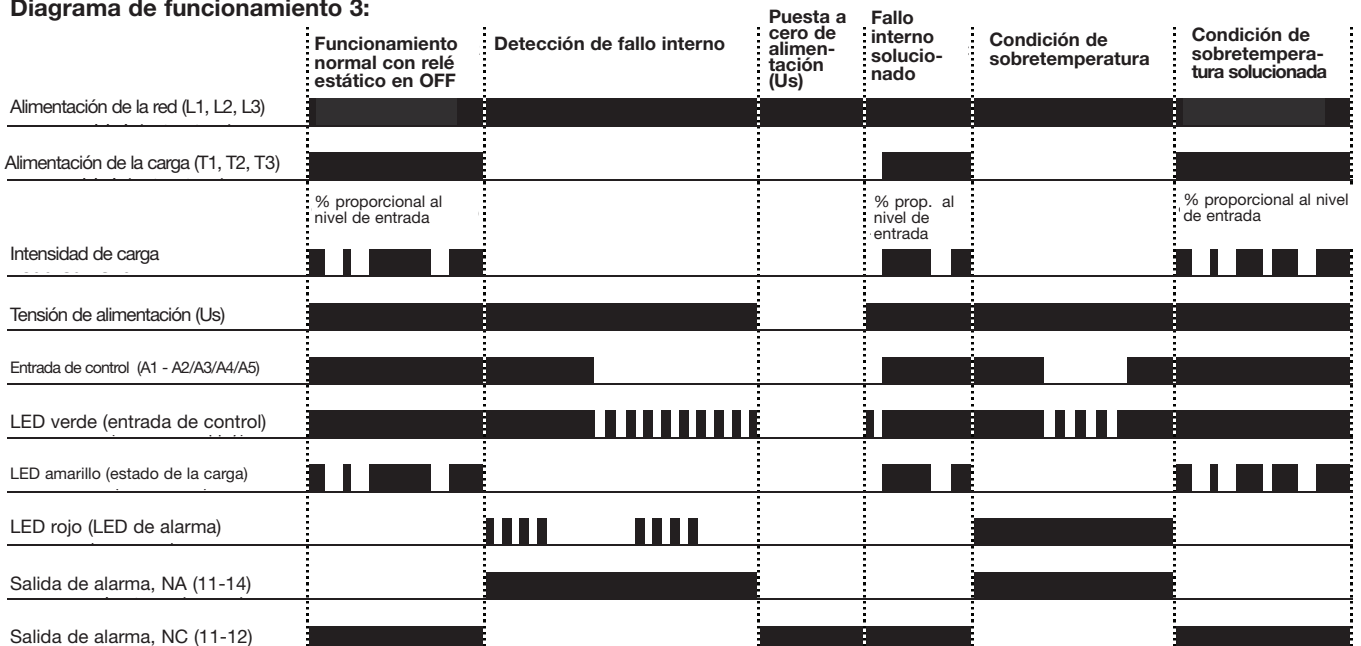 Diagrama de funcionamiento 3:
Funcionamiento
normal con relé
estático en OFF
Detección de fallo interno
Puesta a
cero de
alimen-
tación
(Us)
Fallo
interno
solucio-
nado
Condición de
sobretemperatura
Condición de
sobretempera-
tura solucionada
Alimentación de la red (L1, L2, L3)
Alimentación de la carga (T1, T2, T3)
% proporcional al
nivel de entrada
% prop. al
nivel de
entrada
% proporcional al nivel
de entrada
Intensidad de carga
Tensión de alimentación (Us)
Entrada de control (A1 - A2/A3/A4/A5)
LED verde (entrada de control)
LED amarillo (estado de la carga)
LED rojo (LED de alarma)
Salida de alarma, NA (11-14)
Salida de alarma, NC (11-12)